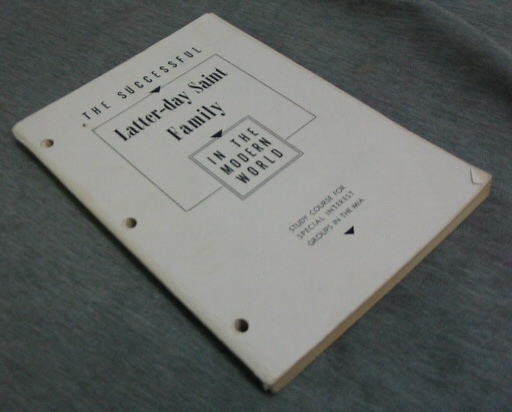 THE SUCCESSFUL
Latter-day Saint
Family
IN THE
MODERN
WORLD
STUDY COURSE FOR
SPECIAL INTEREST
GROUPS IN THE MIA